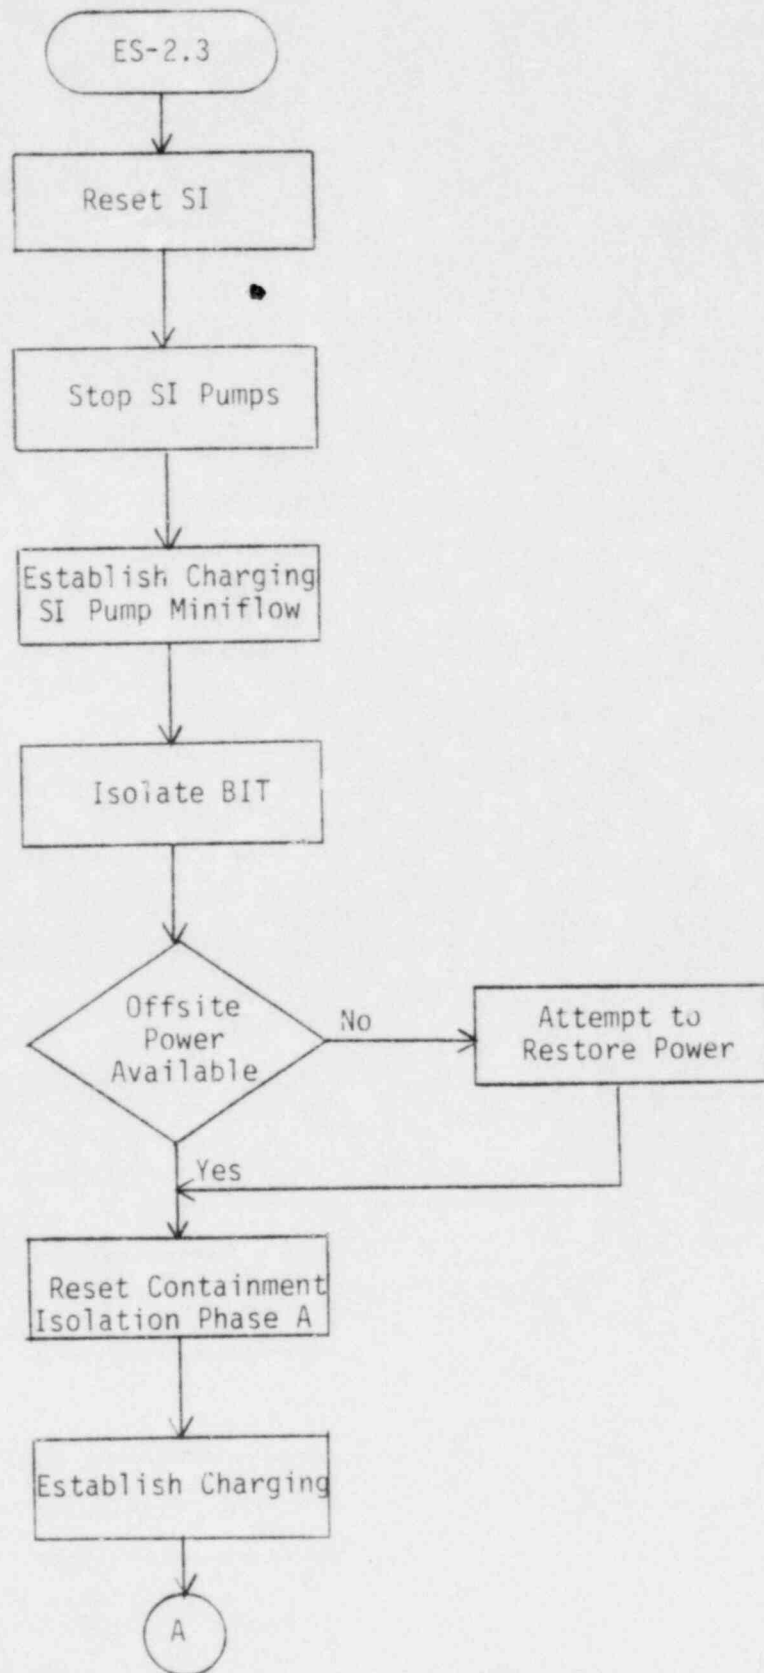 ES-2.3
Reset SI
Stop SI Pumps
Establish Charging
SI Pump Miniflow
Isolate BIT
Offsite
Power
Available
No
Attempt to
Restore Power
Yes
Reset Containment
Isolation Phase A
Establish Charging
A